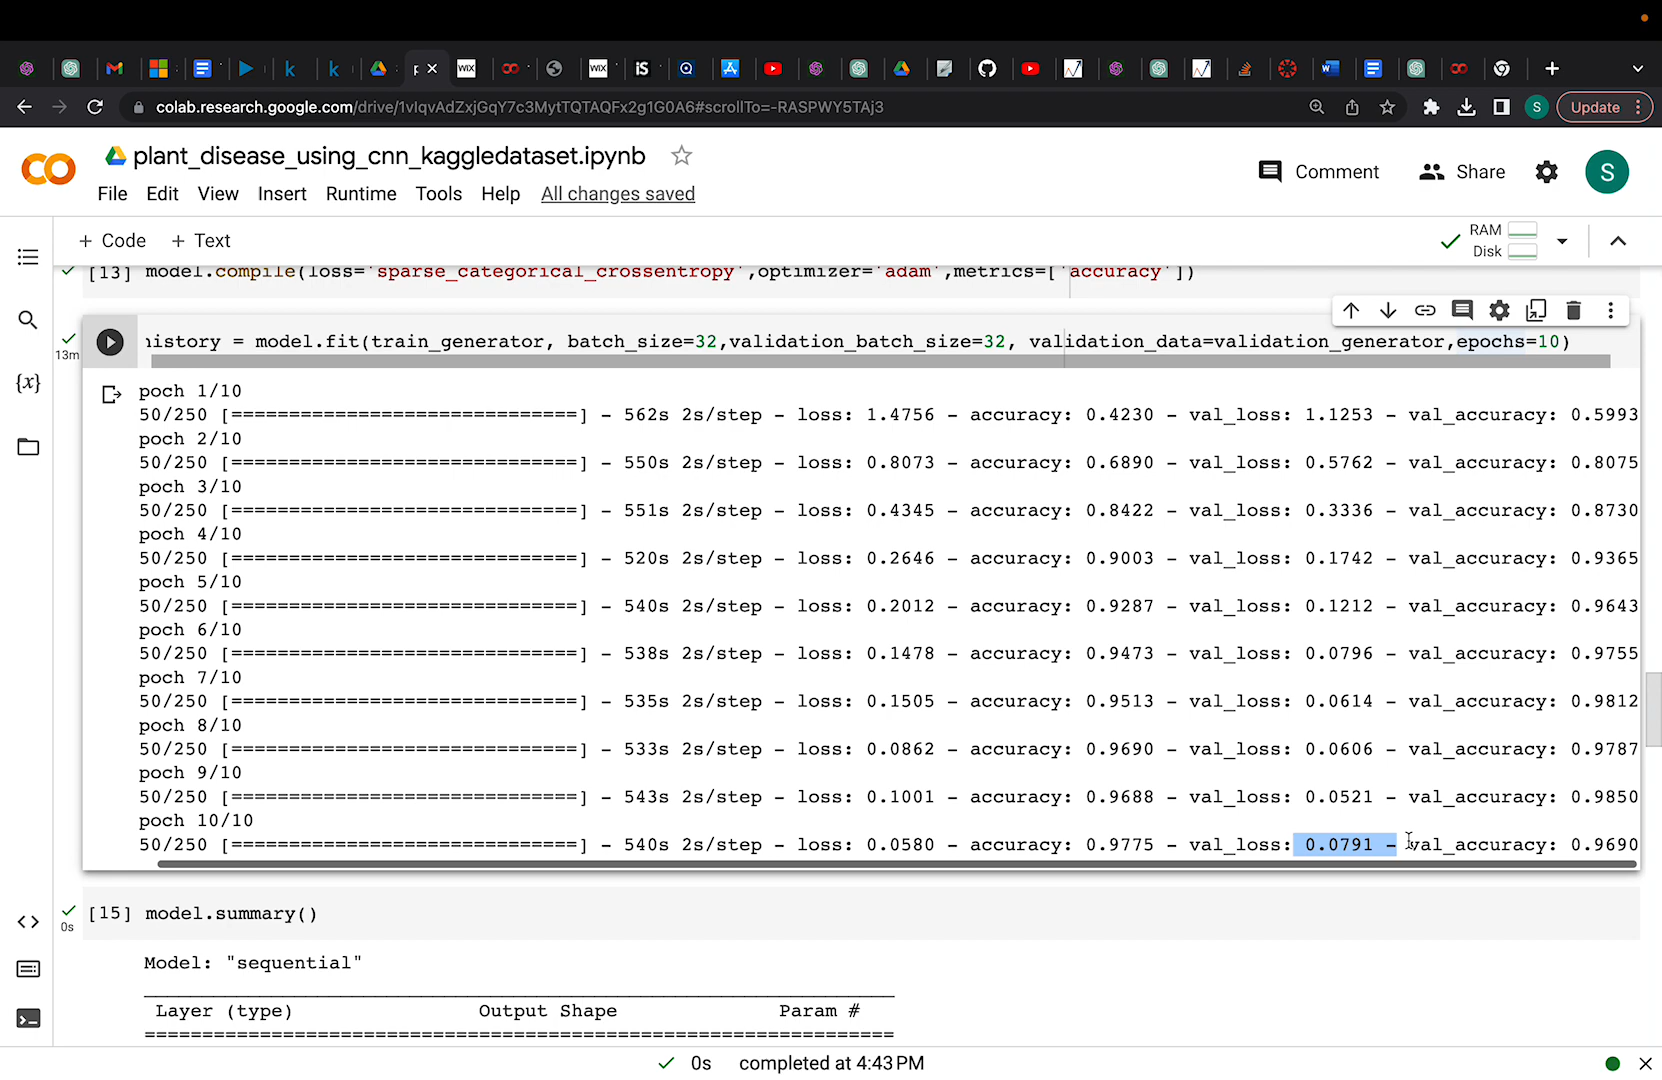 colab.research.google.com/drive/1vIqvAdZxjGqY7c3MytTQTAQFx2g1G0A6#scrollTo=-RASPWY5TAj3
S
Update
plant_disease_using_cnn_kaggledataset.ipynb
Comment
Share
S
File Edit View Insert Runtime Tools Help All changes saved
+ Code + Text
RAM
Disk
[13] model.compile(loss='sparse_categorical_crossentropy',optimizer='adam',metrics=['accuracy'])
13m
history = model.fit(train_generator, batch_size=32,validation_batch_size=32, validation_data=validation_generator,epochs=10)
poch 1/10
50/250 [==============================] - 562s 2s/step - loss: 1.4756 - accuracy: 0.4230 - val_loss: 1.1253 - val_accuracy: 0.5993
poch 2/10
50/250 [==============================] - 550s 2s/step - loss: 0.8073 - accuracy: 0.6890 - val_loss: 0.5762 - val_accuracy: 0.8075
poch 3/10
50/250 [==============================] - 551s 2s/step - loss: 0.4345 - accuracy: 0.8422 - val_loss: 0.3336 - val_accuracy: 0.8730
poch 4/10
50/250 [==============================] - 520s 2s/step - loss: 0.2646 - accuracy: 0.9003 - val_loss: 0.1742 - val_accuracy: 0.9365
poch 5/10
50/250 [==============================] - 540s 2s/step - loss: 0.2012 - accuracy: 0.9287 - val_loss: 0.1212 - val_accuracy: 0.9643
poch 6/10
50/250 [==============================] - 538s 2s/step - loss: 0.1478 - accuracy: 0.9473 - val_loss: 0.0796 - val_accuracy: 0.9755
poch 7/10
50/250 [==============================] - 535s 2s/step - loss: 0.1505 - accuracy: 0.9513 - val_loss: 0.0614 - val_accuracy: 0.9812
poch 8/10
50/250 [==============================] - 533s 2s/step - loss: 0.0862 - accuracy: 0.9690 - val_loss: 0.0606 - val_accuracy: 0.9787
poch 9/10
50/250 [==============================] - 543s 2s/step - loss: 0.1001 - accuracy: 0.9688 - val_loss: 0.0521 - val_accuracy: 0.9850
poch 10/10
50/250 [==============================] - 540s 2s/step - loss: 0.0580 - accuracy: 0.9775 - val_loss: 0.0791 - val_accuracy: 0.9690
0s
[15] model.summary()
Model: "sequential"
Layer (type) Output Shape Param #
=================================================================
0s completed at 4:43 PM